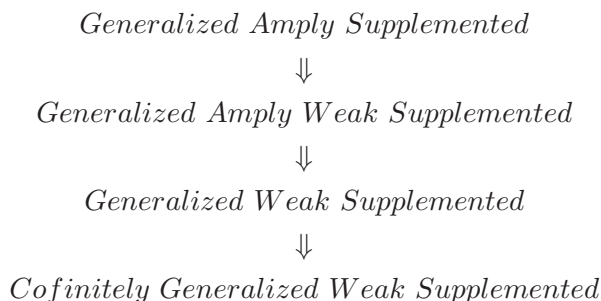 Generalized Amply Supplemented
⇓
Generalized Amply Weak Supplemented
⇓
Generalized Weak Supplemented
⇓
Cofinitely Generalized Weak Supplemented